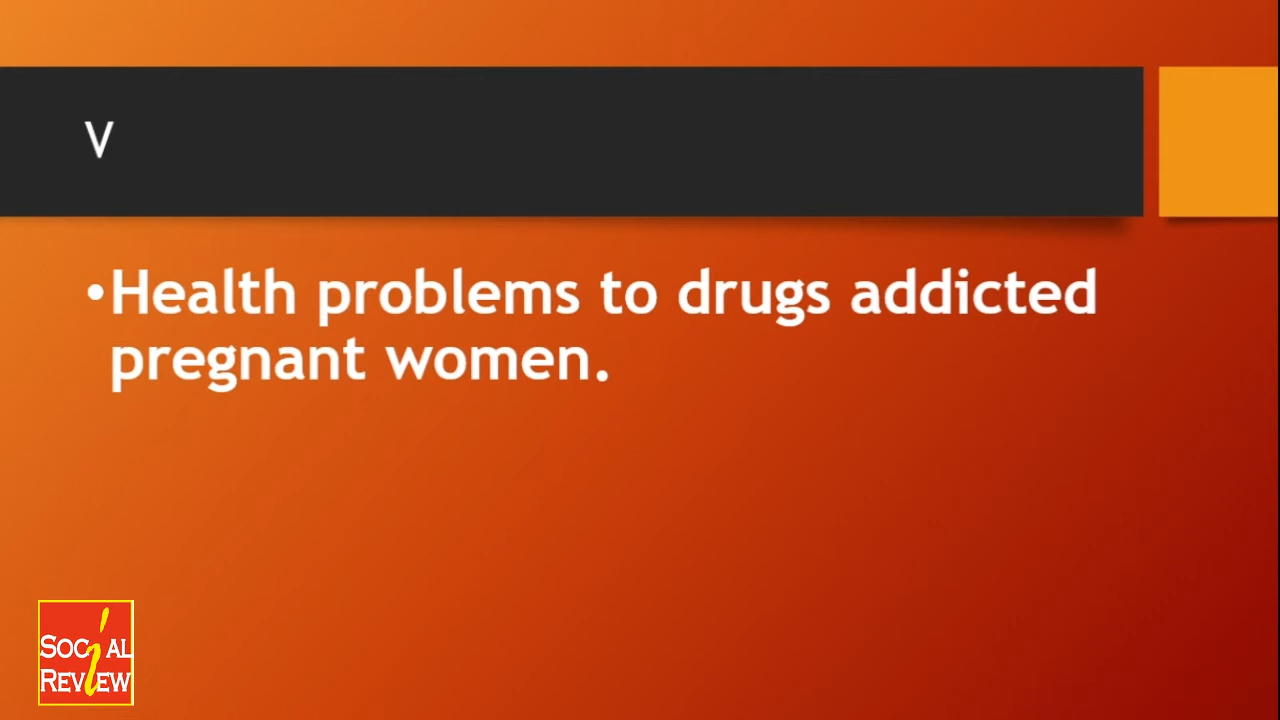 V
•Health problems to drugs addicted
pregnant women.
SOCiAL
REViEW